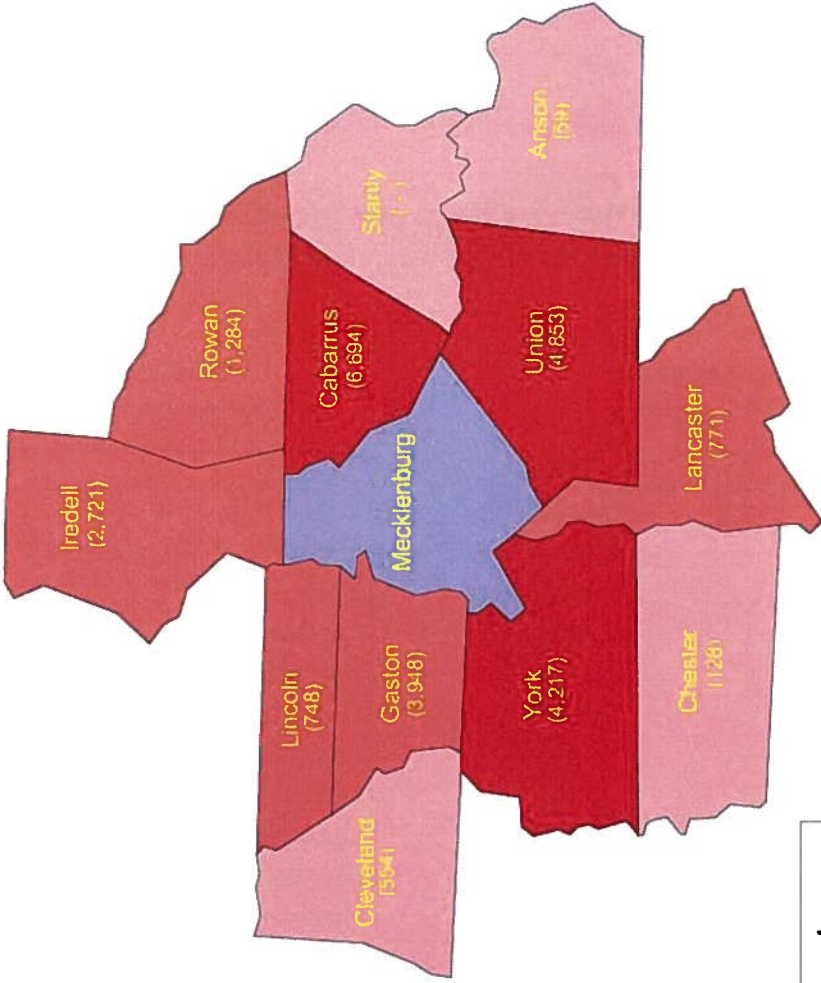 Iredell
(2,721)
Rowan
(1,284)
Cabarrus
(6,694)
Stanly
( - )
Lincoln
(748)
Gaston
(3,948)
Mecklenburg
Cleveland
(554)
York
(4,217)
Union
(4,853)
Anson
(59)
Chester
(128)
Lancaster
(771)